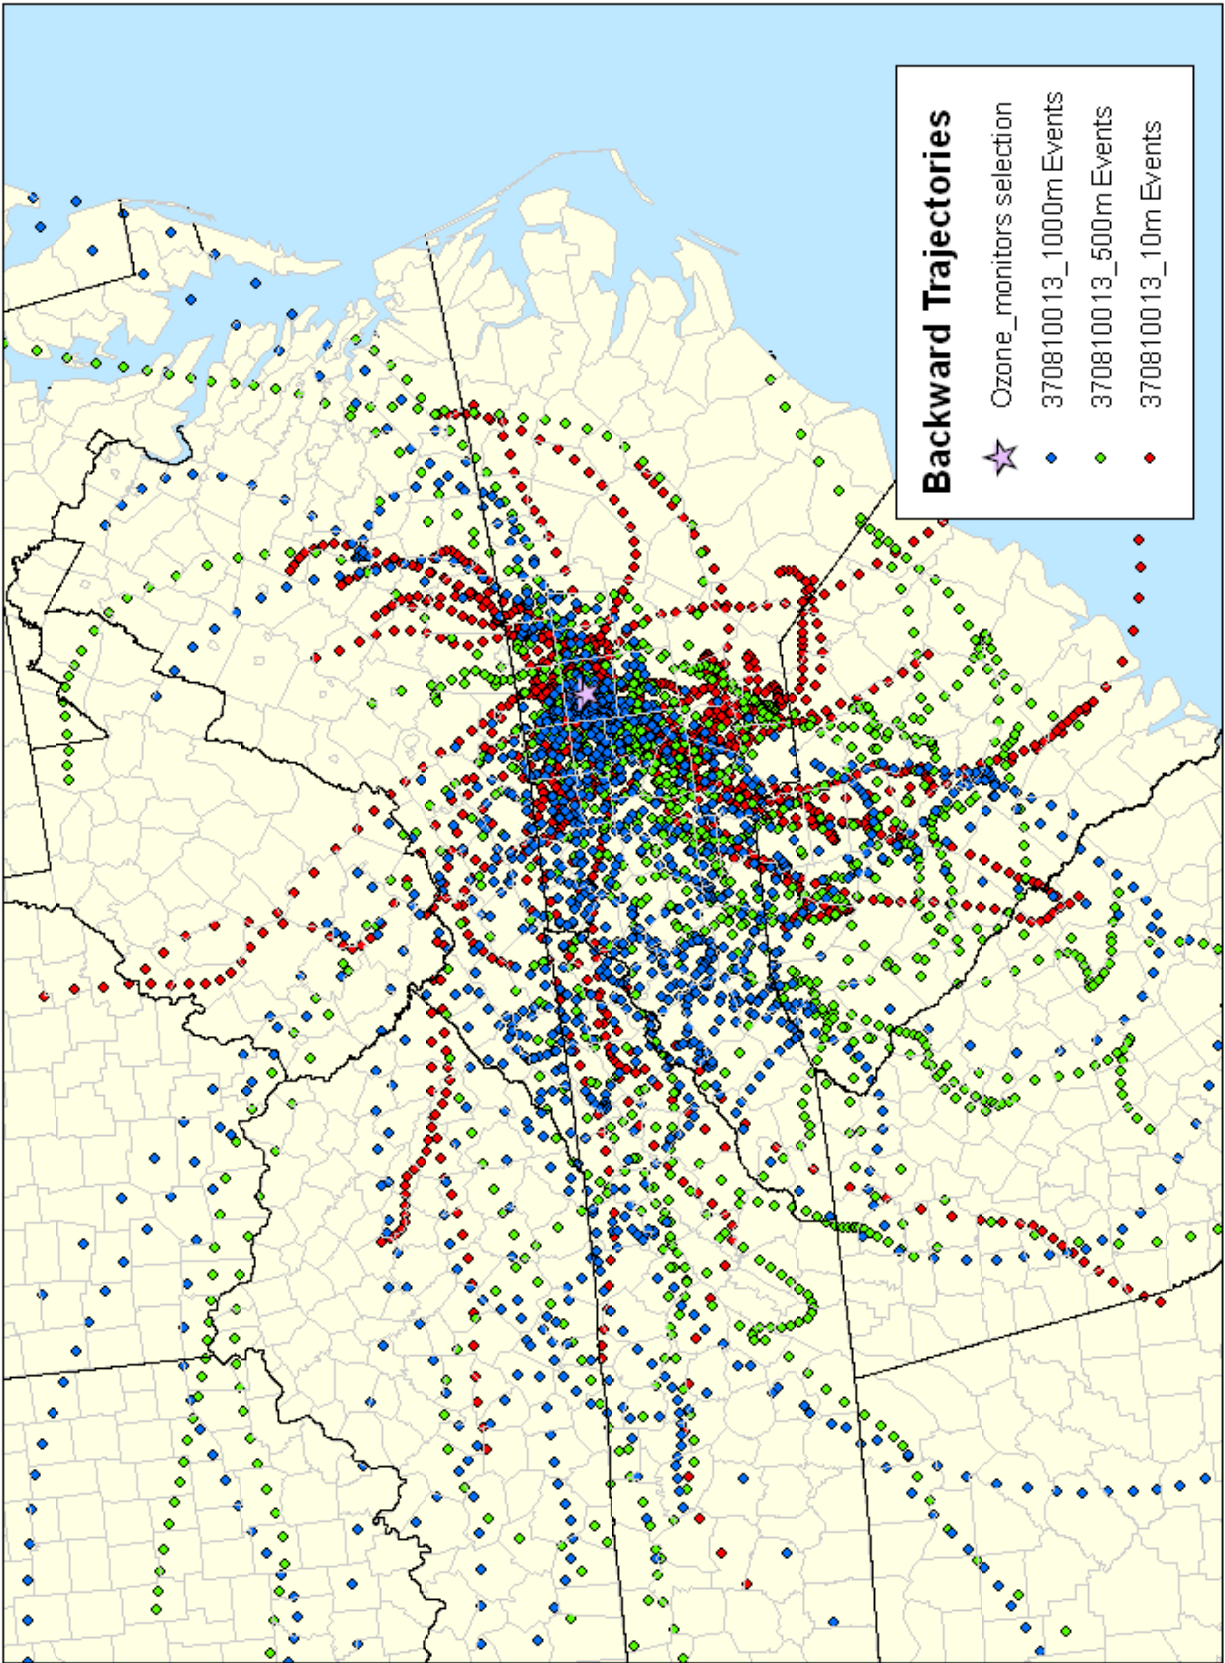 Backward Trajectories
Ozone_monitors selection
370810013_1000m Events
370810013_500m Events
370810013_10m Events